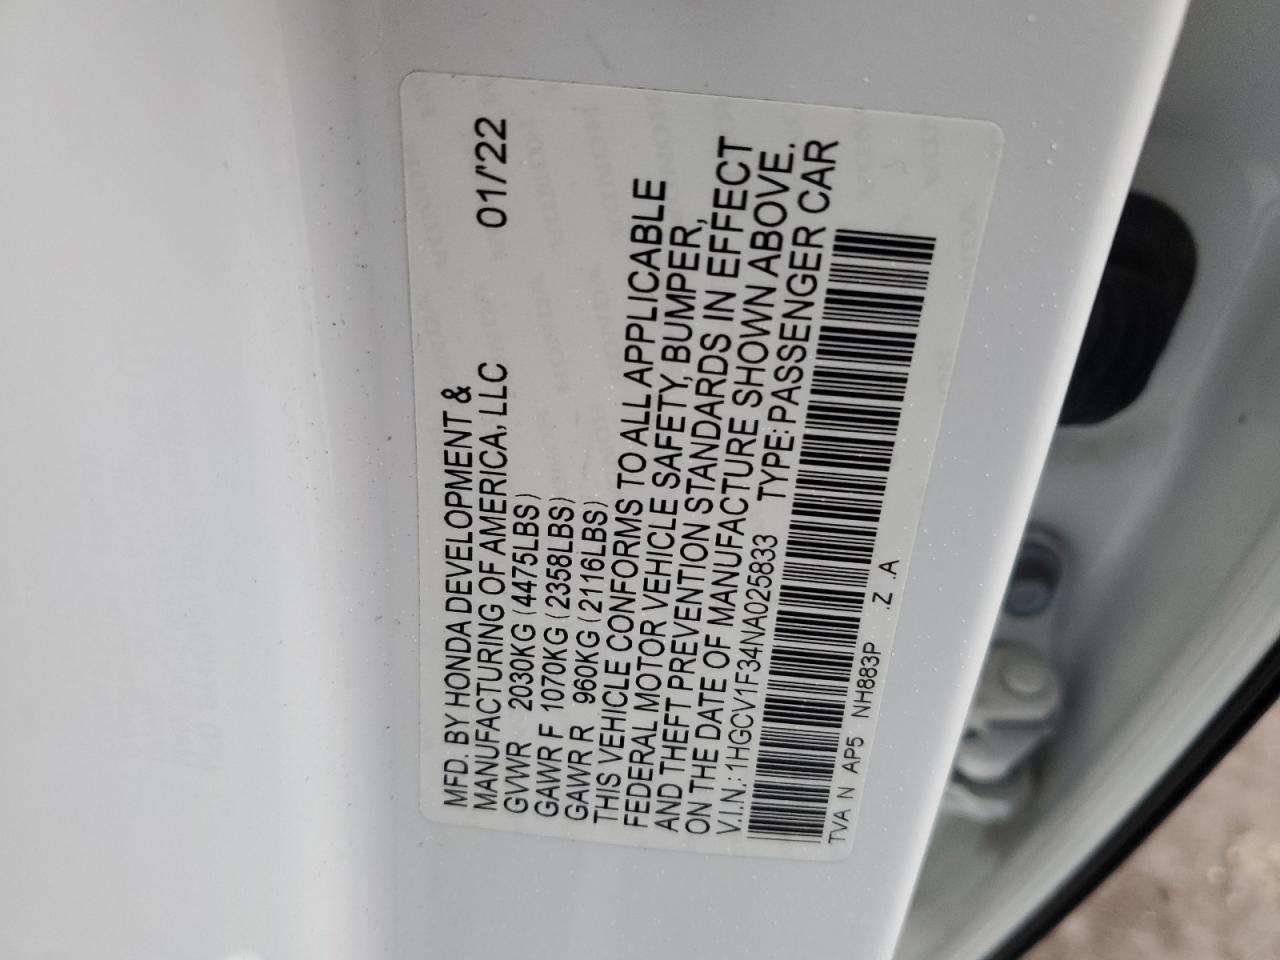 MFD. BY HONDA DEVELOPMENT &
MANUFACTURING OF AMERICA, LLC 01/'22
GVWR 2030KG (4475LBS)
GAWR F 1070KG (2358LBS)
GAWR R 960KG (2116LBS)
THIS VEHICLE CONFORMS TO ALL APPLICABLE
FEDERAL MOTOR VEHICLE SAFETY, BUMPER,
AND THEFT PREVENTION STANDARDS IN EFFECT
ON THE DATE OF MANUFACTURE SHOWN ABOVE.
V.I.N.: 1HGCV1F34NA025833 TYPE: PASSENGER CAR
TVA N AP5 NH883P .Z .A